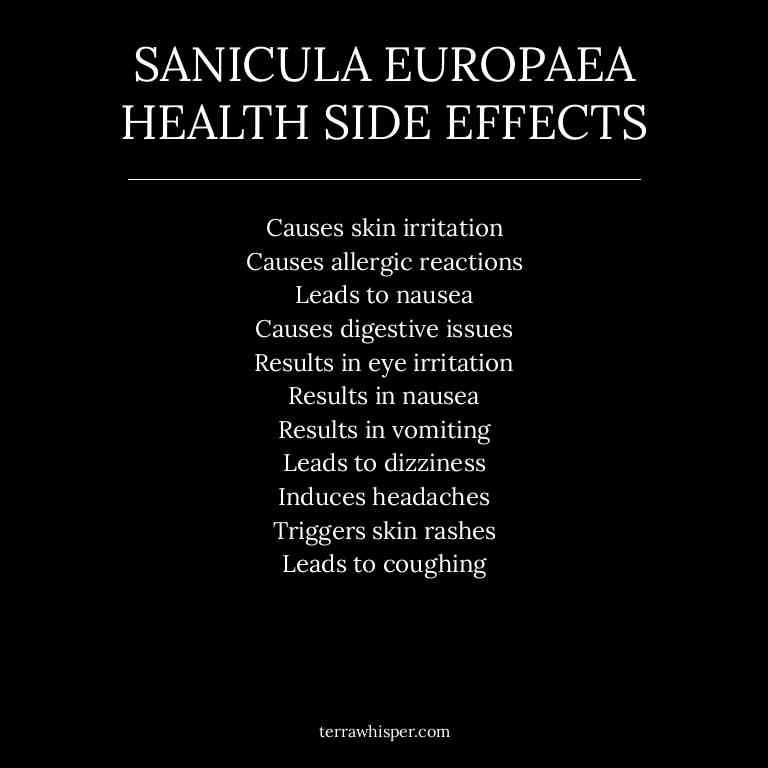 SANICULA EUROPAEA
HEALTH SIDE EFFECTS
Causes skin irritation
Causes allergic reactions
Leads to nausea
Causes digestive issues
Results in eye irritation
Results in nausea
Results in vomiting
Leads to dizziness
Induces headaches
Triggers skin rashes
Leads to coughing
terrawhisper.com